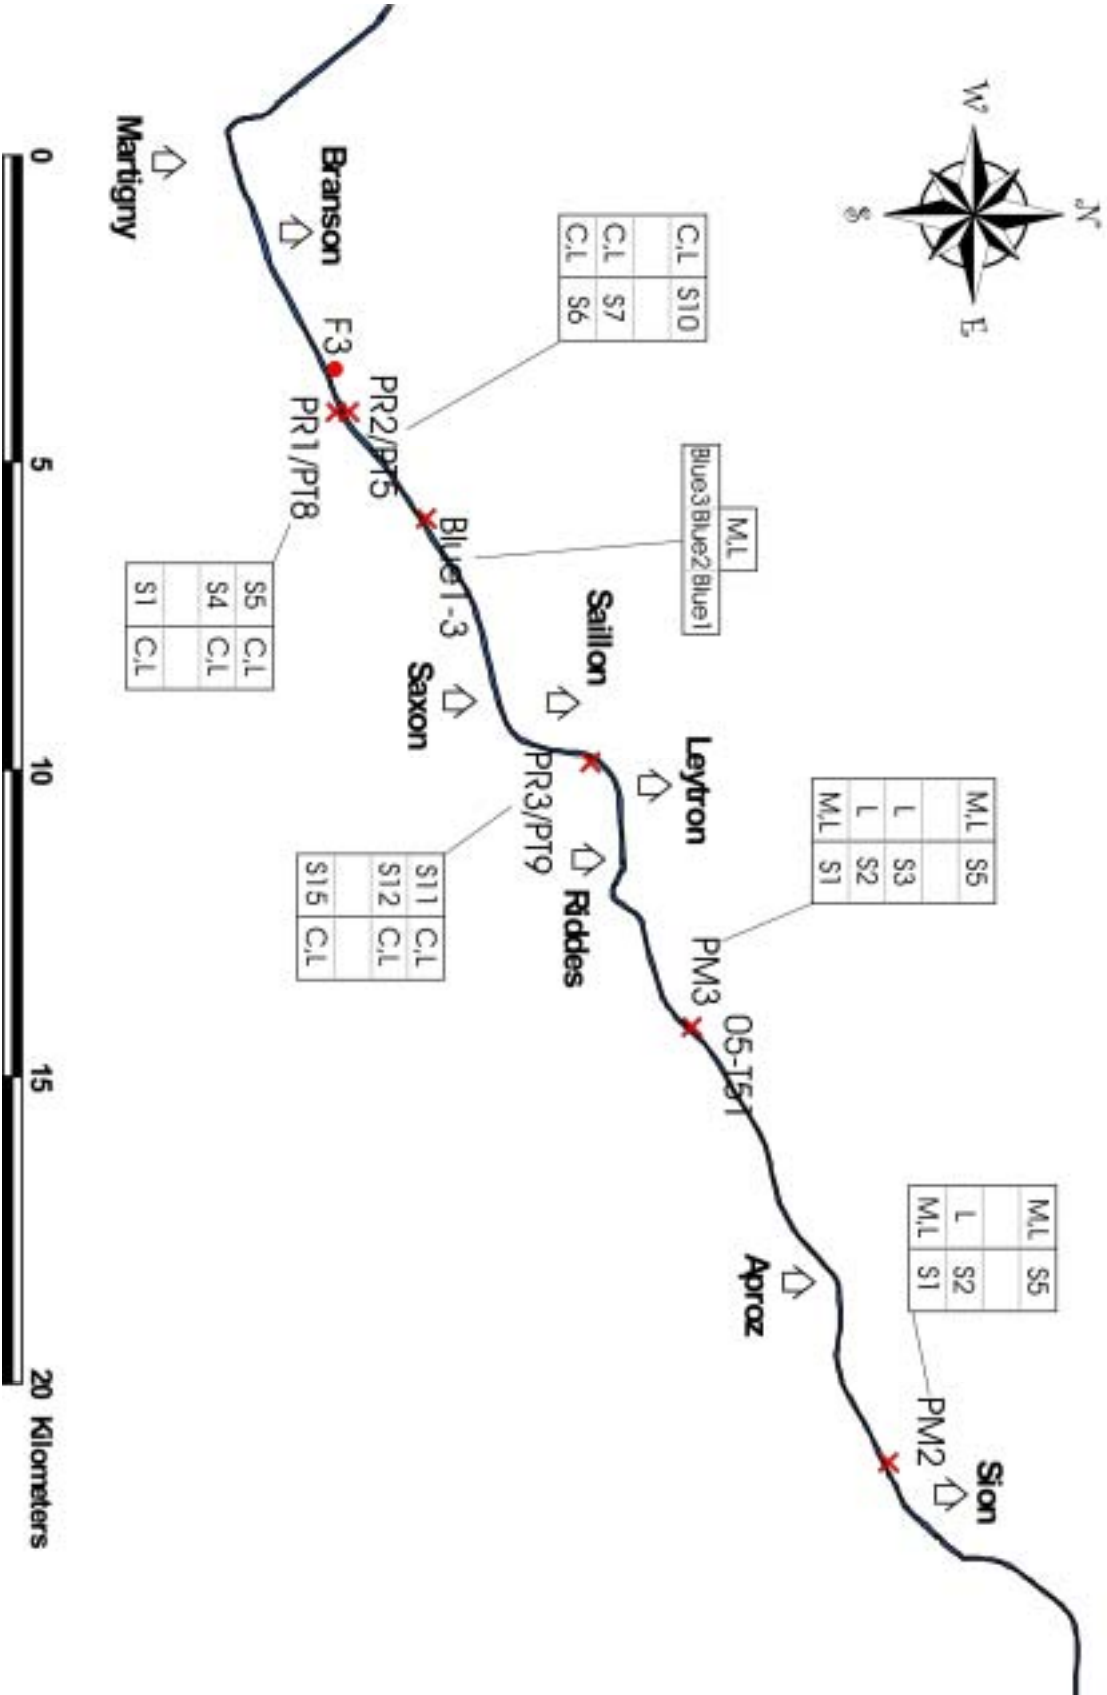 N
W
E
S
M,L S5
L S2
M,L S1
Sion
PM2
M,L S5
L S3
L S2
M,L S1
M,L
Blue3 Blue2 Blue1
C,L S10
C,L S7
C,L S6
Aproz
O5-T51
PM3
Leytron
Saillon
Riddes
PR3/PT9
Blue1-3
Saxon
S11 C,L
S12 C,L
S15 C,L
PR2/PT5
Branson
F3
PR1/PT8
S5 C,L
S4 C,L
S1 C,L
Martigny
0 5 10 15 20 Kilometers